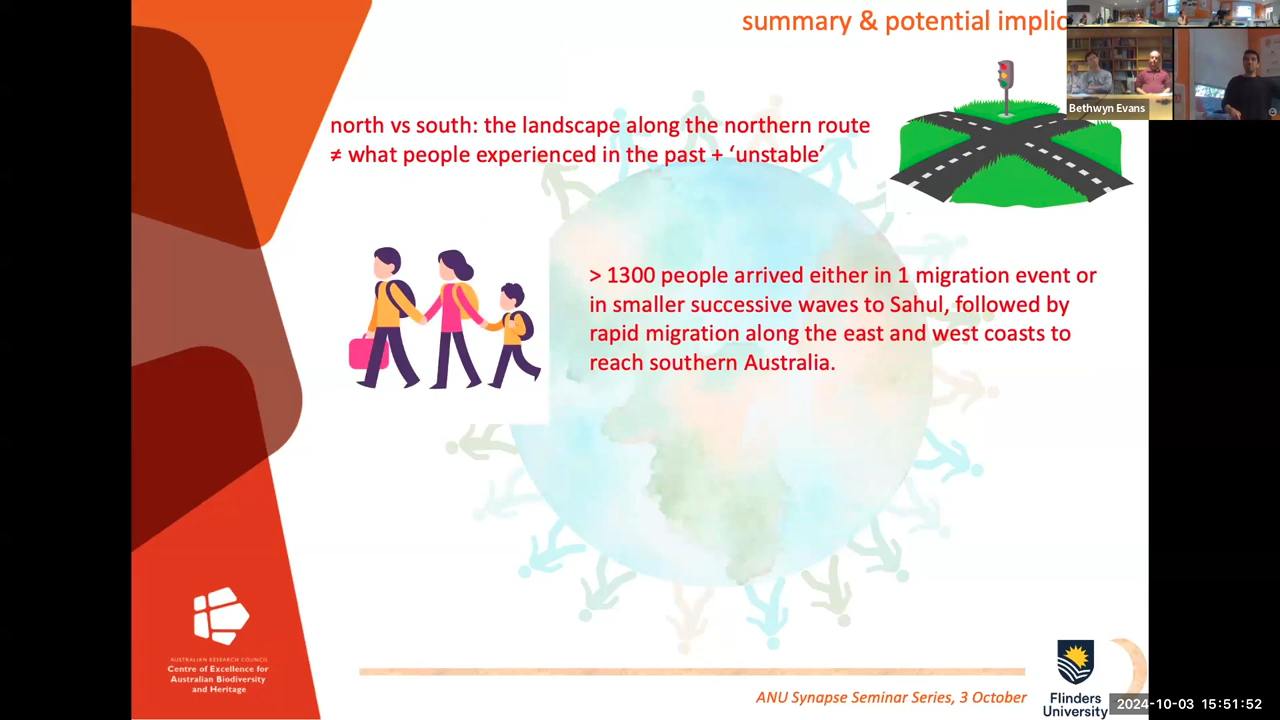 summary & potential implic
Bethwyn Evans
north vs south: the landscape along the northern route
≠ what people experienced in the past + ‘unstable’
> 1300 people arrived either in 1 migration event or
in smaller successive waves to Sahul, followed by
rapid migration along the east and west coasts to
reach southern Australia.
AUSTRALIAN RESEARCH COUNCIL
Centre of Excellence for
Australian Biodiversity
and Heritage
ANU Synapse Seminar Series, 3 October
Flinders
University
2024-10-03 15:51:52